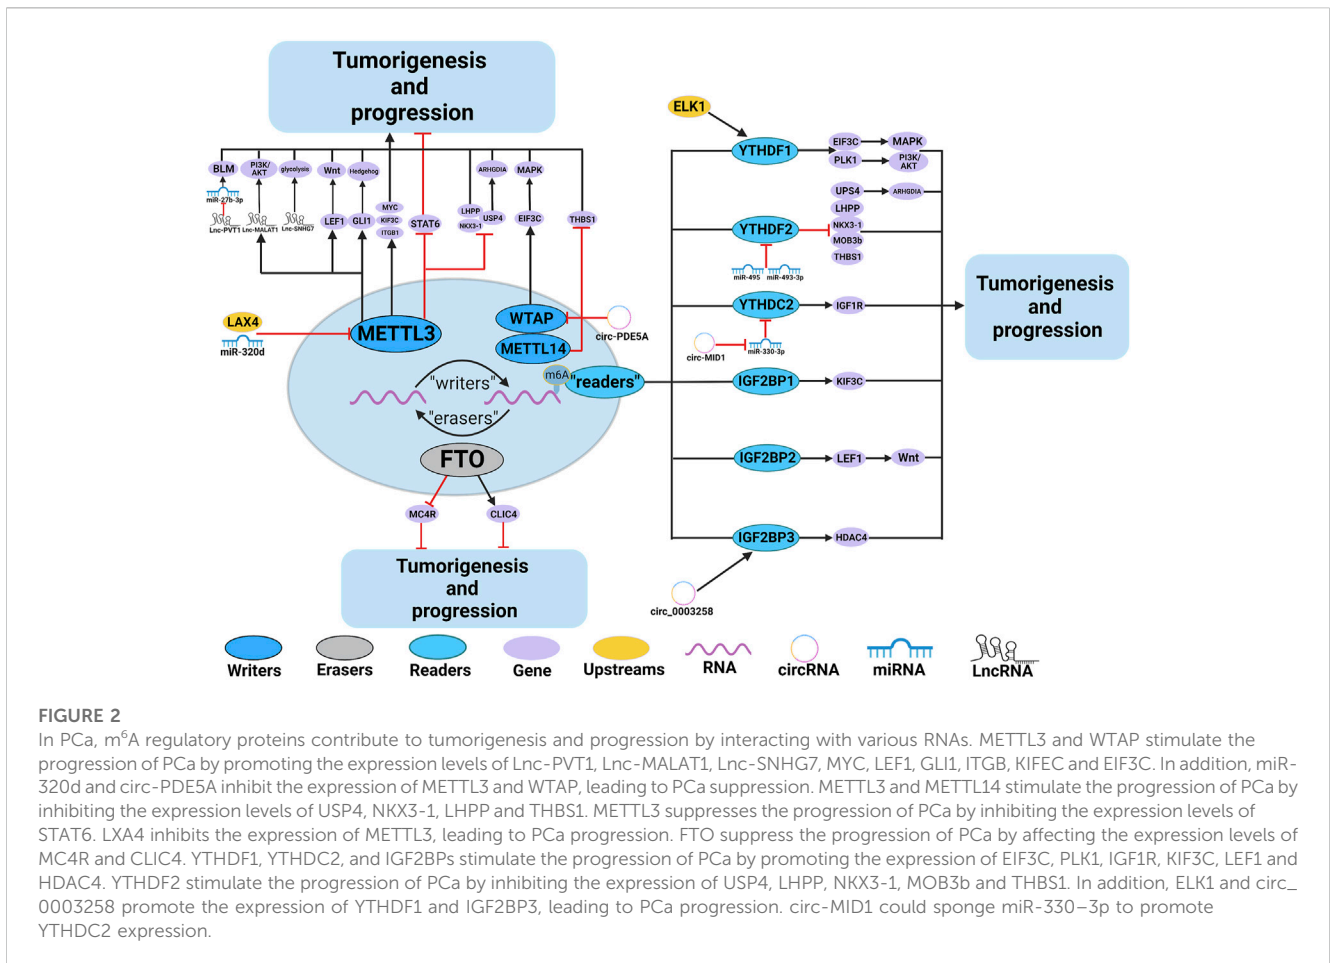 Tumorigenesis
and
progression
BLM
PI3K/
AKT
glycolysis
Wnt
Hedgehog
ARHGDIA
MAPK
miR-27b-3p
Lnc-PVT1
Lnc-MALAT1
Lnc-SNHG7
LEF1
GLI1
MYC
KIF3C
ITGB1
STAT6
LHPP
NKX3-1
USP4
EIF3C
THBS1
LAX4
miR-320d
METTL3
WTAP
METTL14
circ-PDE5A
m6A
"readers"
"writers"
"erasers"
FTO
MC4R
CLIC4
Tumorigenesis
and
progression
ELK1
YTHDF1
EIF3C
MAPK
PLK1
PI3K/
AKT
UPS4
ARHGDIA
LHPP
YTHDF2
NKX3-1
MOB3b
THBS1
miR-495
miR-493-3p
YTHDC2
IGF1R
circ-MID1
miR-330-3p
IGF2BP1
KIF3C
IGF2BP2
LEF1
Wnt
IGF2BP3
HDAC4
circ_0003258
Tumorigenesis
and
progression
Writers
Erasers
Readers
Gene
Upstreams
RNA
circRNA
miRNA
LncRNA
FIGURE 2
In PCa, m⁶A regulatory proteins contribute to tumorigenesis and progression by interacting with various RNAs. METTL3 and WTAP stimulate the
progression of PCa by promoting the expression levels of Lnc-PVT1, Lnc-MALAT1, Lnc-SNHG7, MYC, LEF1, GLI1, ITGB, KIFEC and EIF3C. In addition, miR-
320d and circ-PDE5A inhibit the expression of METTL3 and WTAP, leading to PCa suppression. METTL3 and METTL14 stimulate the progression of PCa by
inhibiting the expression levels of USP4, NKX3-1, LHPP and THBS1. METTL3 suppresses the progression of PCa by inhibiting the expression levels of
STAT6. LXA4 inhibits the expression of METTL3, leading to PCa progression. FTO suppress the progression of PCa by affecting the expression levels of
MC4R and CLIC4. YTHDF1, YTHDC2, and IGF2BPs stimulate the progression of PCa by promoting the expression of EIF3C, PLK1, IGF1R, KIF3C, LEF1 and
HDAC4. YTHDF2 stimulate the progression of PCa by inhibiting the expression of USP4, LHPP, NKX3-1, MOB3b and THBS1. In addition, ELK1 and circ_
0003258 promote the expression of YTHDF1 and IGF2BP3, leading to PCa progression. circ-MID1 could sponge miR-330–3p to promote
YTHDC2 expression.